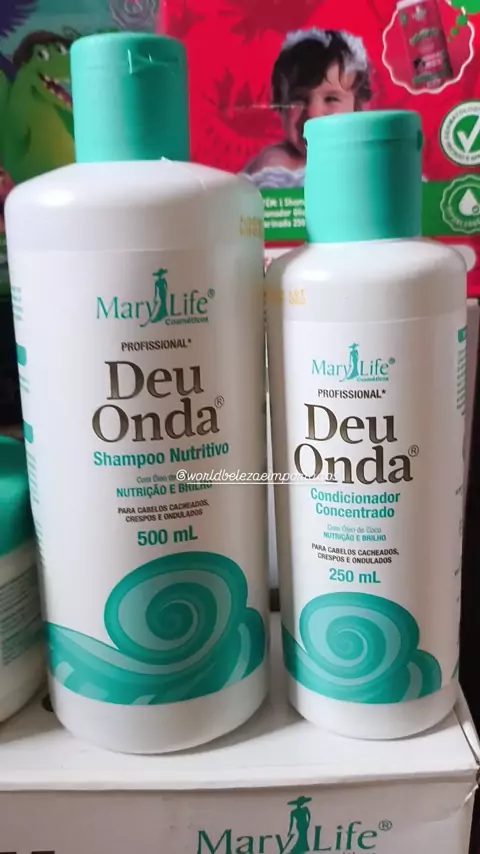 Mary Life®
Cosméticos
PROFISSIONAL*
Deu
Onda®
Shampoo Nutritivo
Com Óleo de
NUTRIÇÃO E BRILHO
PARA CABELOS CACHEADOS,
CRESPOS E ONDULADOS
500 mL
Mary Life®
Cosméticos
PROFISSIONAL*
Deu
Onda®
Condicionador
Concentrado
Com Óleo de Coco
NUTRIÇÃO E BRILHO
PARA CABELOS CACHEADOS,
CRESPOS E ONDULADOS
250 mL
Mary Life®